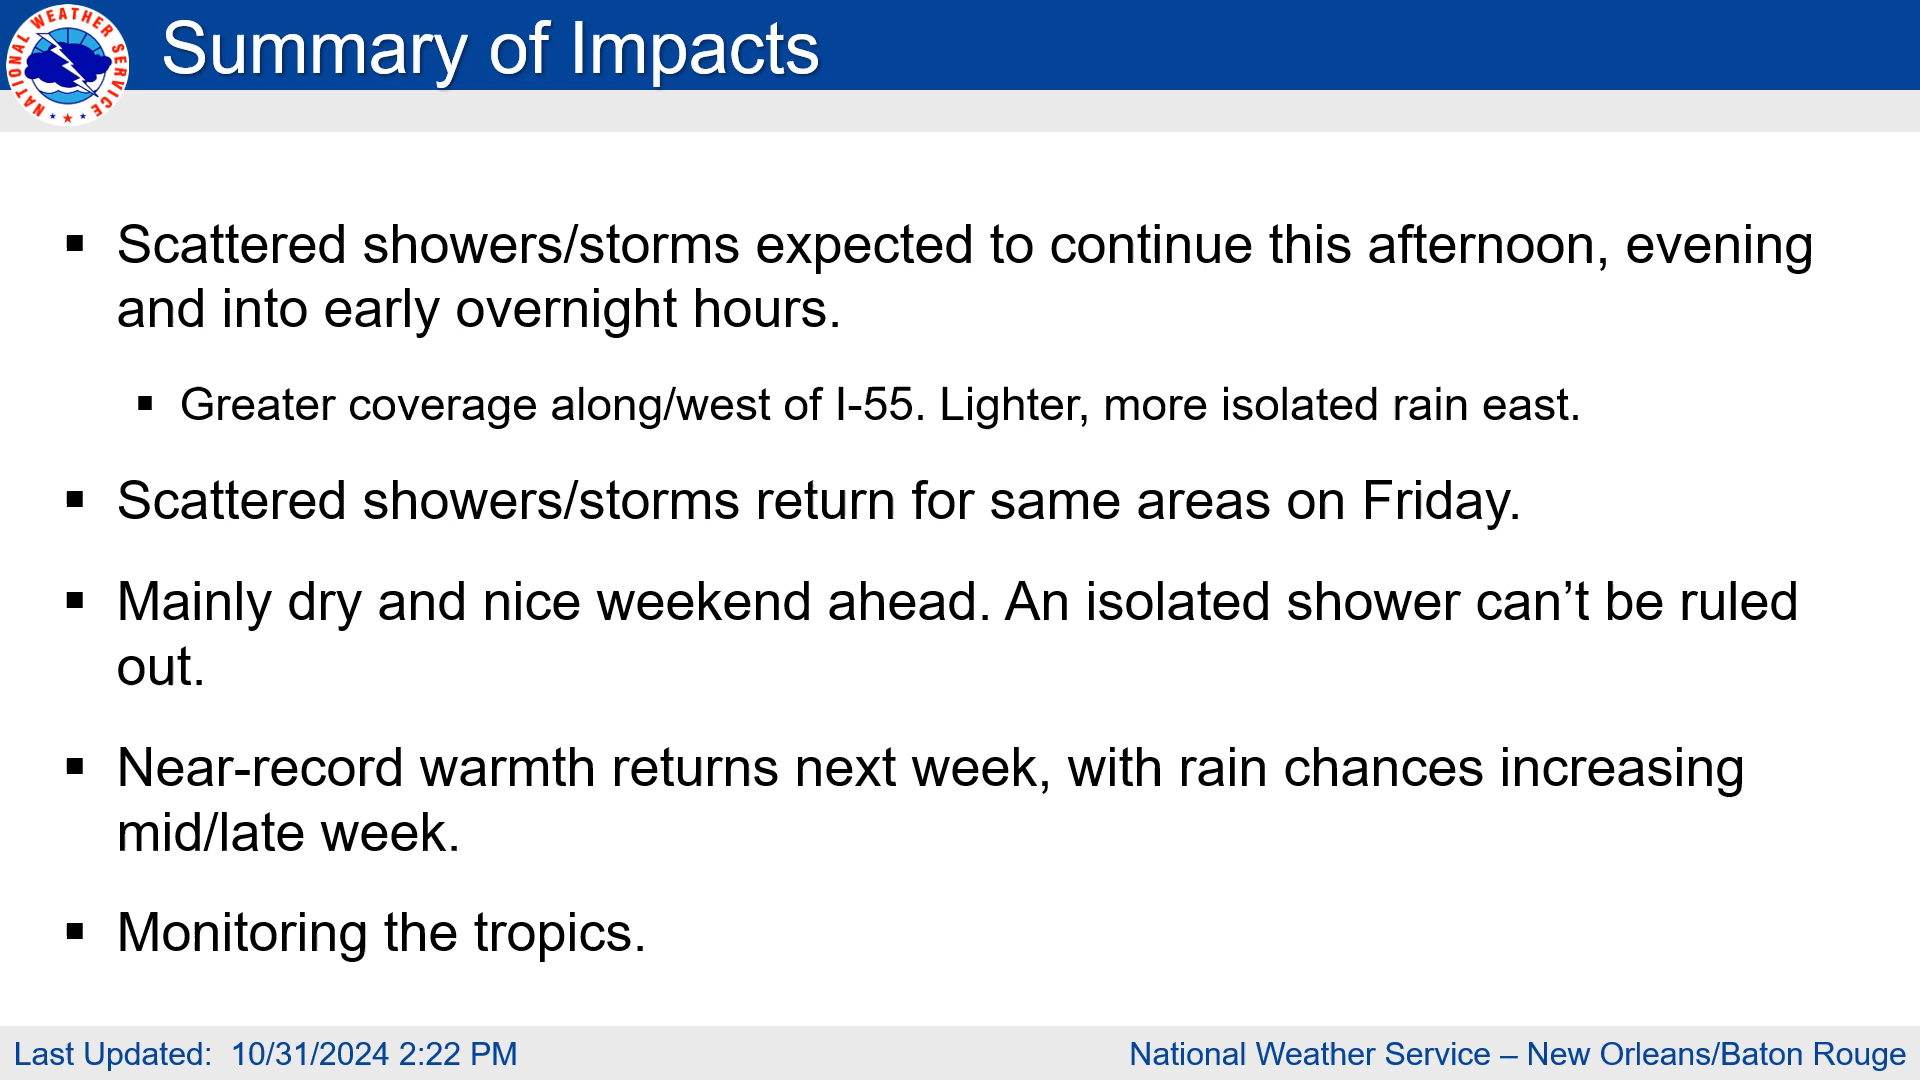 NATIONAL WEATHER SERVICE
Summary of Impacts
▪ Scattered showers/storms expected to continue this afternoon, evening
and into early overnight hours.
▪ Greater coverage along/west of I-55. Lighter, more isolated rain east.
▪ Scattered showers/storms return for same areas on Friday.
▪ Mainly dry and nice weekend ahead. An isolated shower can’t be ruled
out.
▪ Near-record warmth returns next week, with rain chances increasing
mid/late week.
▪ Monitoring the tropics.
Last Updated: 10/31/2024 2:22 PM
National Weather Service – New Orleans/Baton Rouge